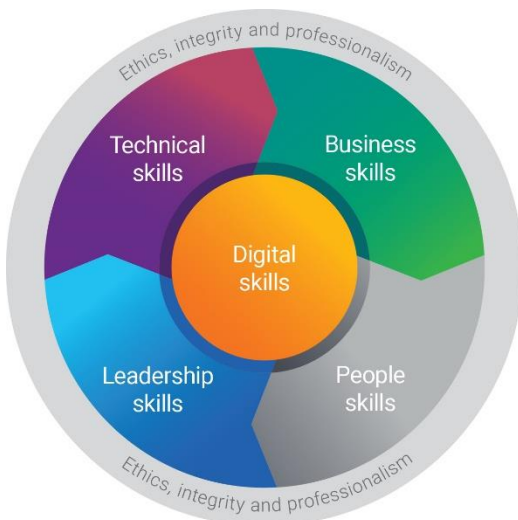 Ethics, integrity and professionalism
Technical
skills
Business
skills
Digital
skills
Leadership
skills
People
skills
Ethics, integrity and professionalism